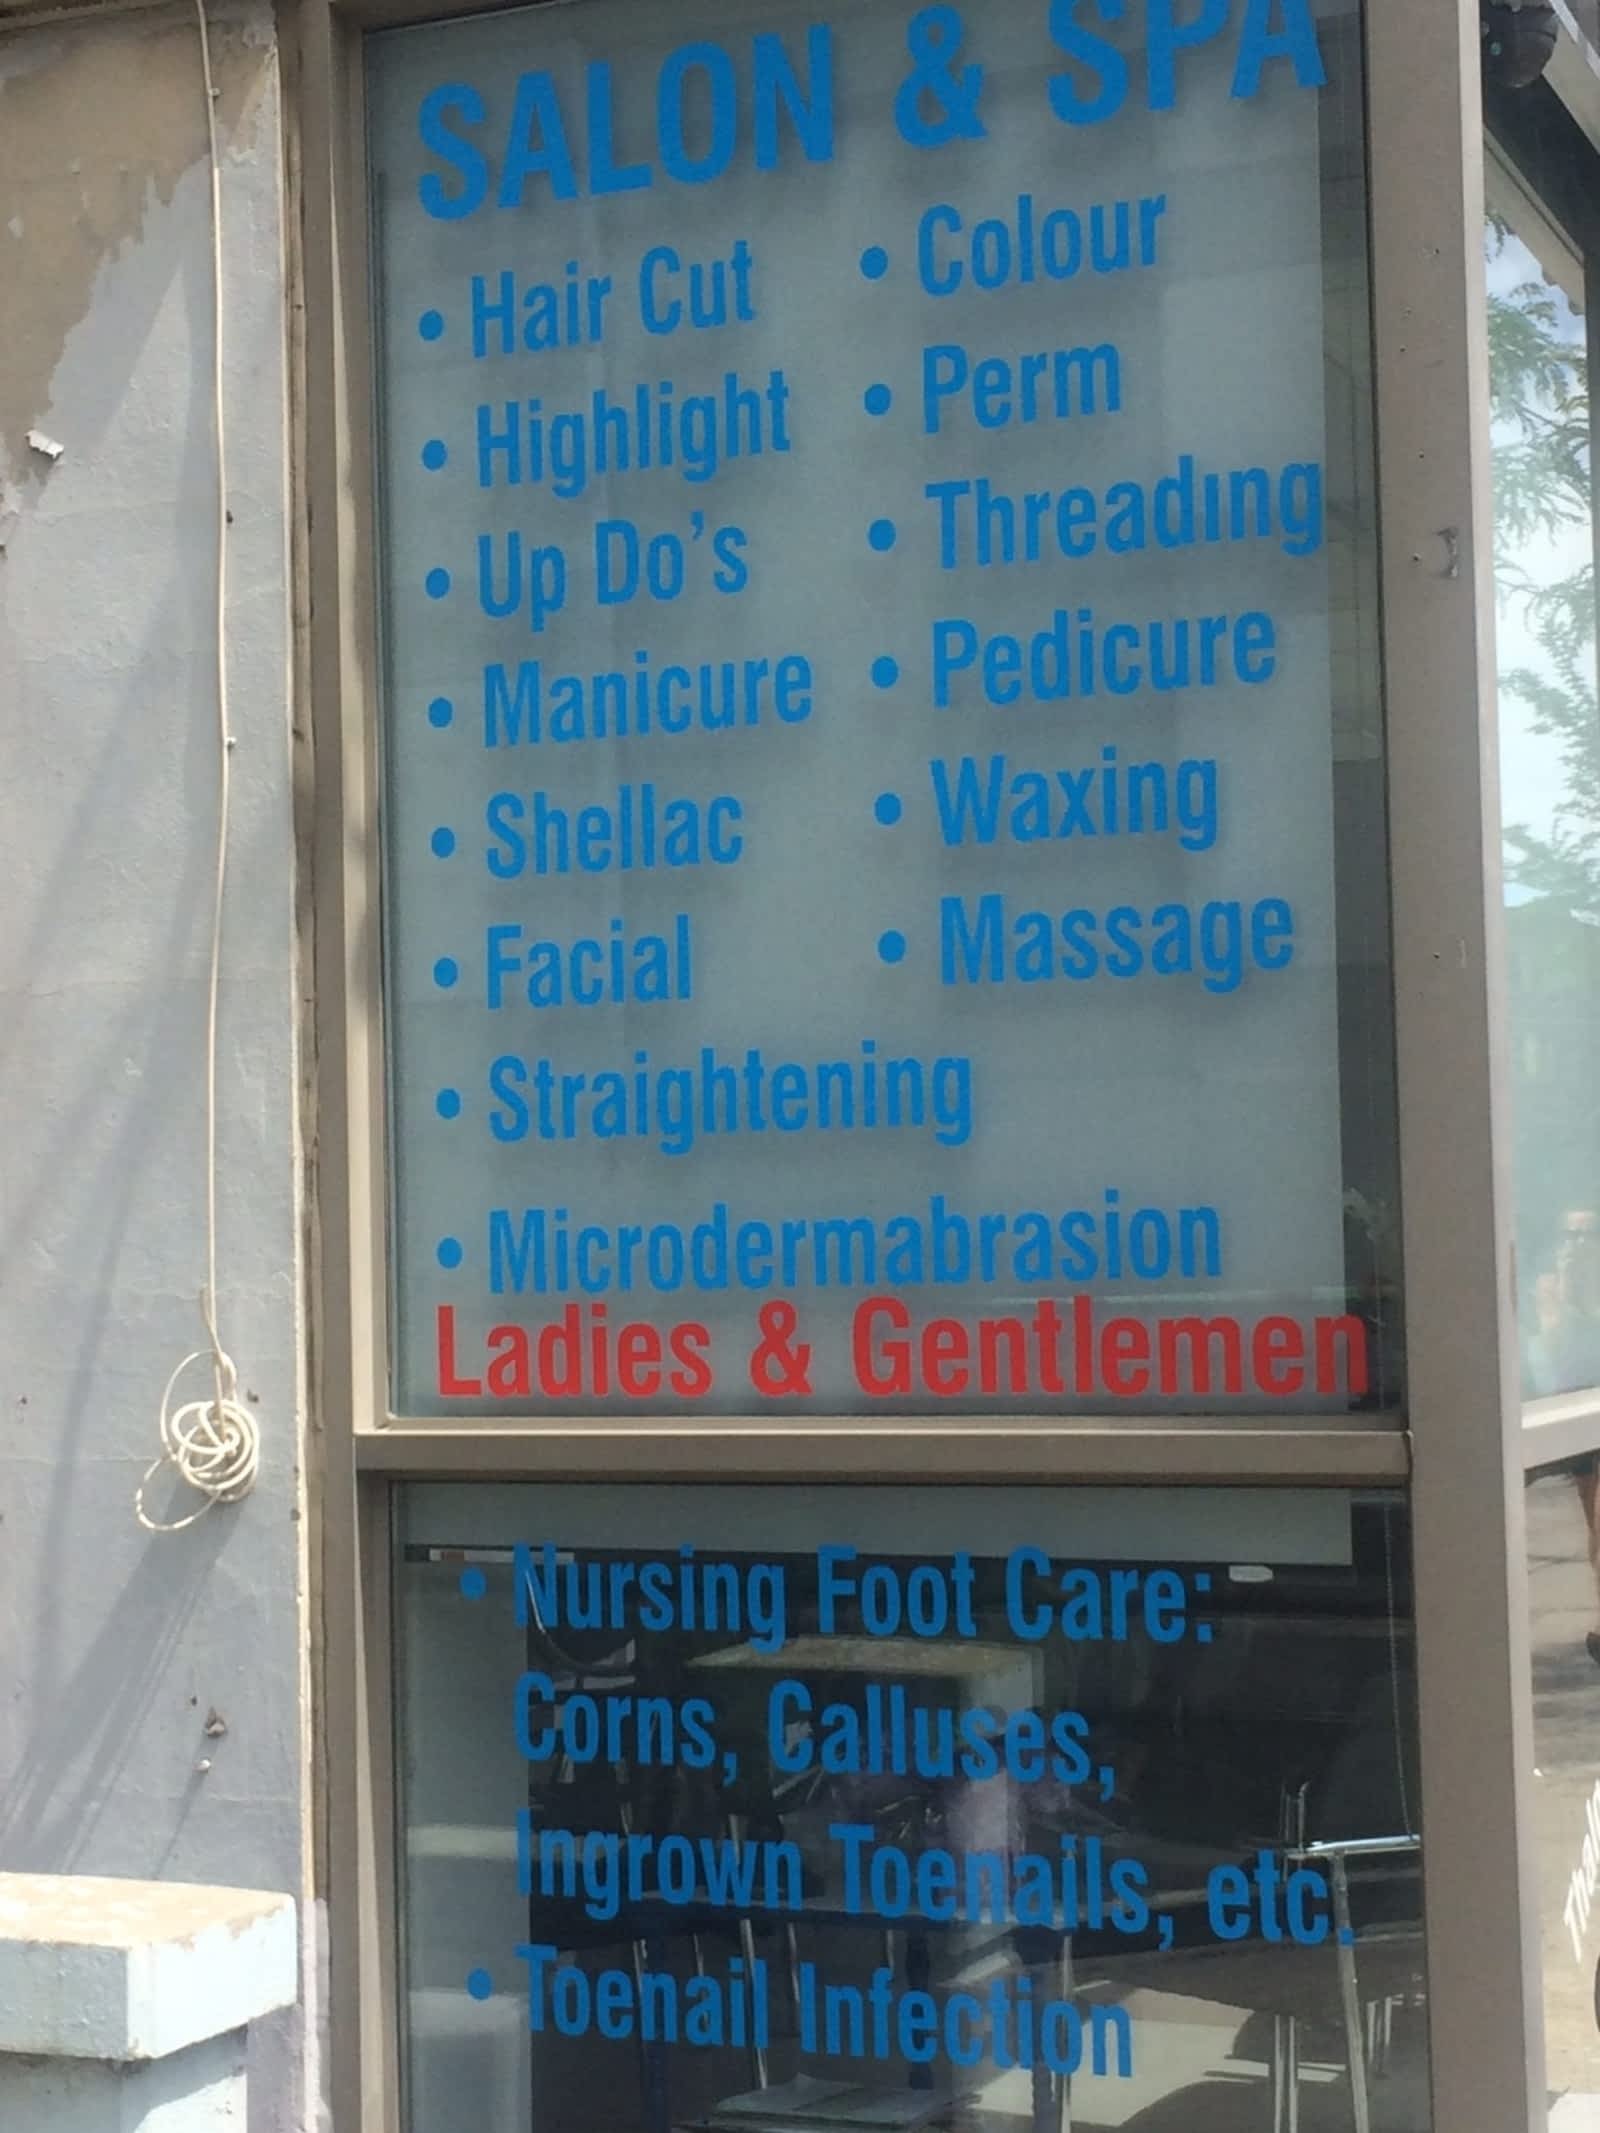 SALON & SPA
• Hair Cut
• Colour
• Highlight
• Perm
• Up Do's
• Threading
• Manicure
• Pedicure
• Shellac
• Waxing
• Facial
• Massage
• Straightening
• Microdermabrasion
Ladies & Gentlemen
• Nursing Foot Care:
Corns, Calluses,
Ingrown Toenails, etc.
• Toenail Infection